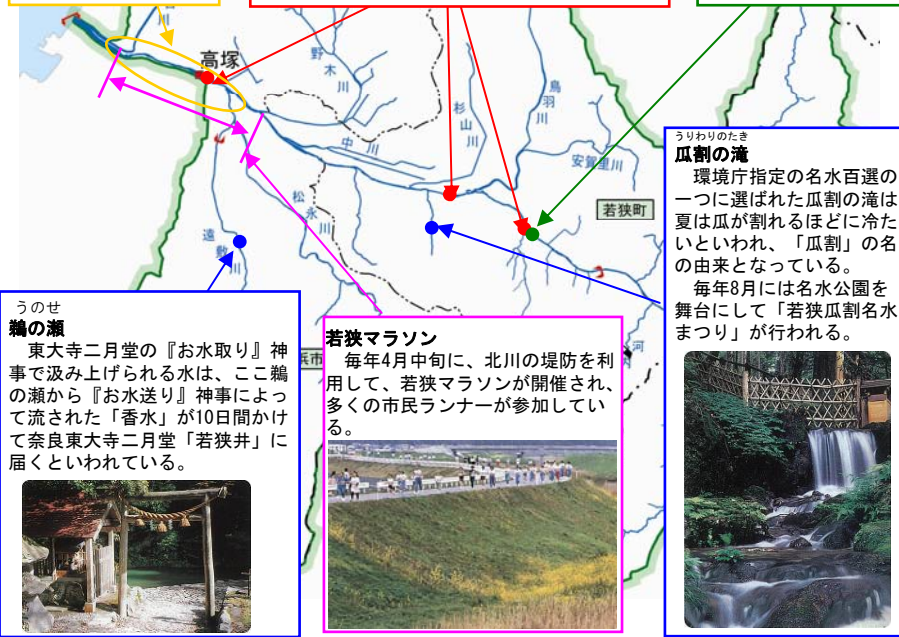 高塚
野木川
杉山川
鳥羽川
中川
安賀里川
松永川
遠敷川
若狭町
うりわりのたき
瓜割の滝
環境庁指定の名水百選の
一つに選ばれた瓜割の滝は
夏は瓜が割れるほどに冷た
いといわれ、「瓜割」の名
の由来となっている。
毎年8月には名水公園を
舞台にして「若狭瓜割名水
まつり」が行われる。
うのせ
鵜の瀬
東大寺二月堂の『お水取り』神
事で汲み上げられる水は、ここ鵜
の瀬から『お水送り』神事によっ
て流された「香水」が10日間かけ
て奈良東大寺二月堂「若狭井」に
届くといわれている。
浜市
若狭マラソン
毎年4月中旬に、北川の堤防を利
用して、若狭マラソンが開催され、
多くの市民ランナーが参加してい
る。
河